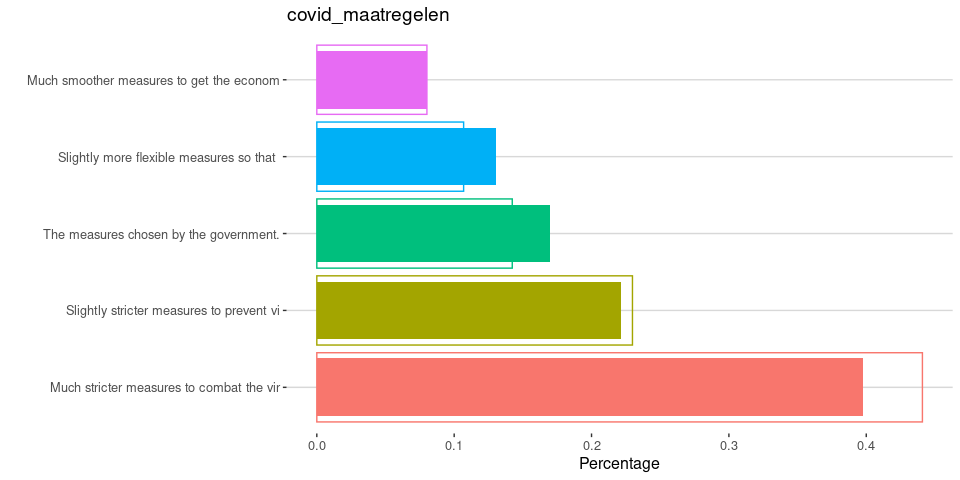 covid_maatregelen
Much smoother measures to get the econom
Slightly more flexible measures so that
The measures chosen by the government.
Slightly stricter measures to prevent vi
Much stricter measures to combat the vir
0.0 0.1 0.2 0.3 0.4
Percentage